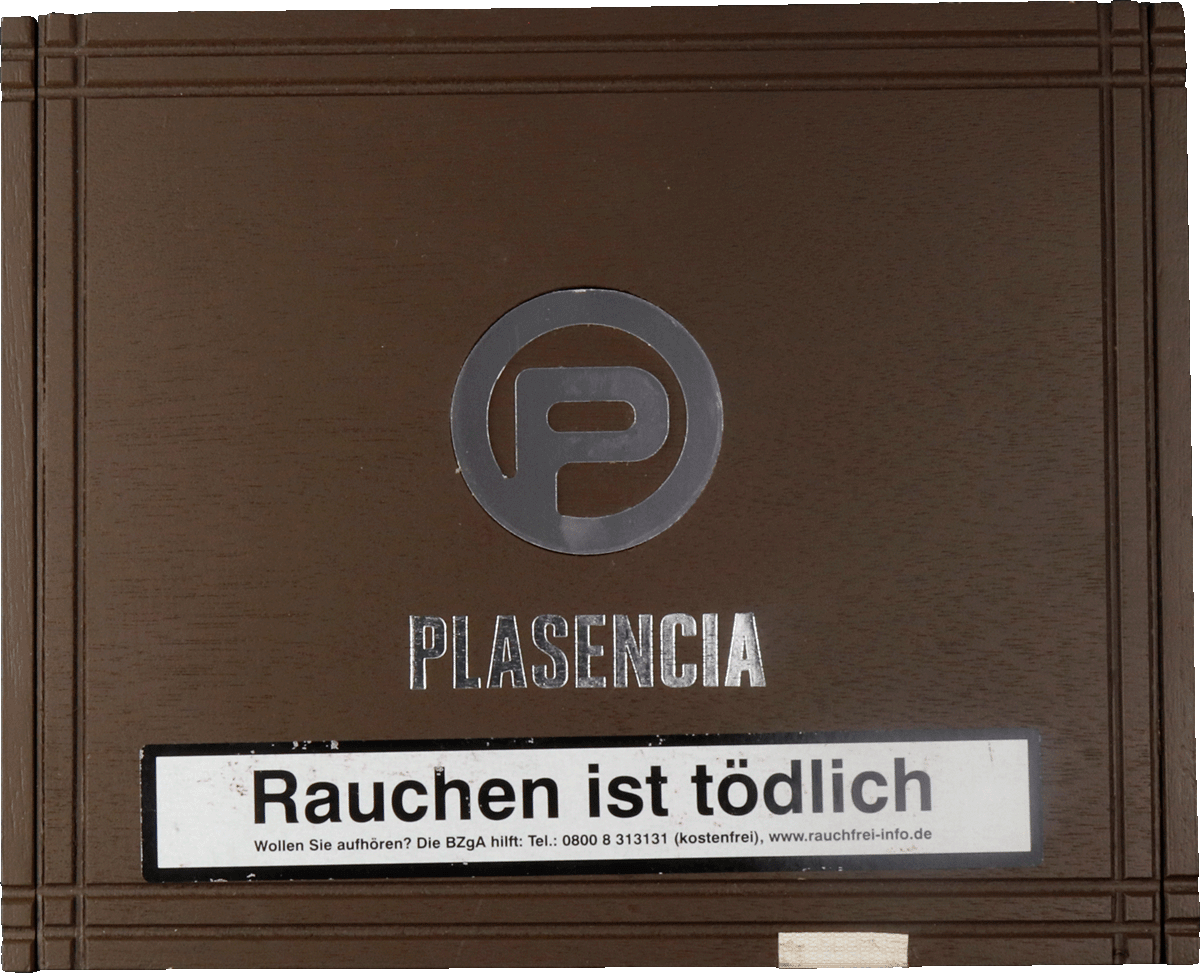 P
PLASENCIA
Rauchen ist tödlich
Wollen Sie aufhören? Die BZgA hilft: Tel.: 0800 8 313131 (kostenfrei), www.rauchfrei-info.de